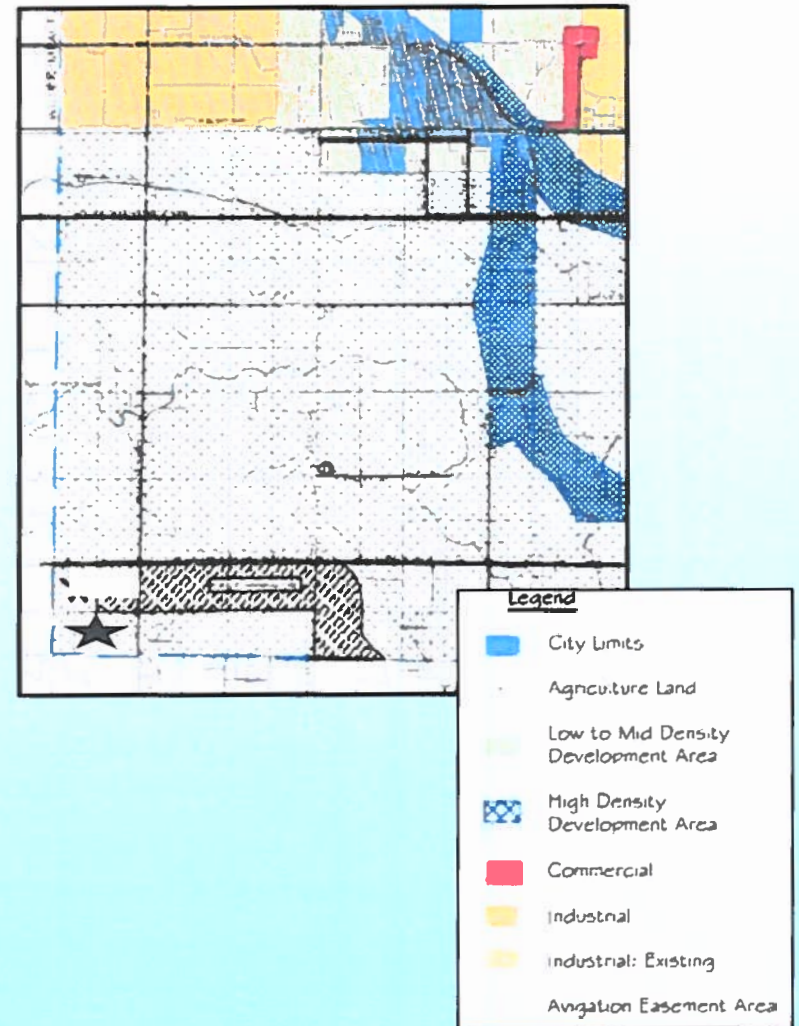 Legend
City Limits
Agriculture Land
Low to Mid Density
Development Area
High Density
Development Area
Commercial
Industrial
Industrial: Existing
Avigation Easement Area